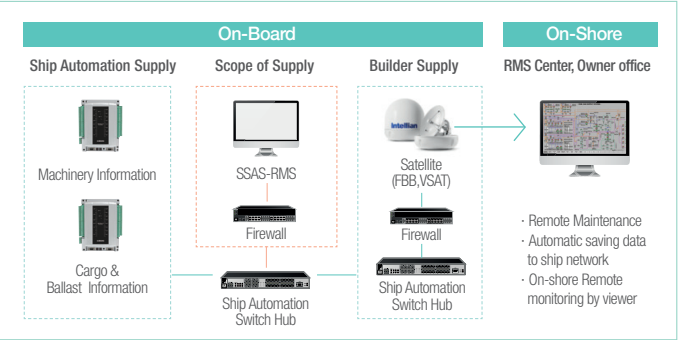 On-Board
On-Shore
Ship Automation Supply
Scope of Supply
Builder Supply
RMS Center, Owner office
Machinery Information
Cargo &
Ballast Information
SSAS-RMS
Firewall
Ship Automation
Switch Hub
Intellian
Satellite
(FBB,VSAT)
Firewall
Ship Automation
Switch Hub
· Remote Maintenance
· Automatic saving data
to ship network
· On-shore Remote
monitoring by viewer